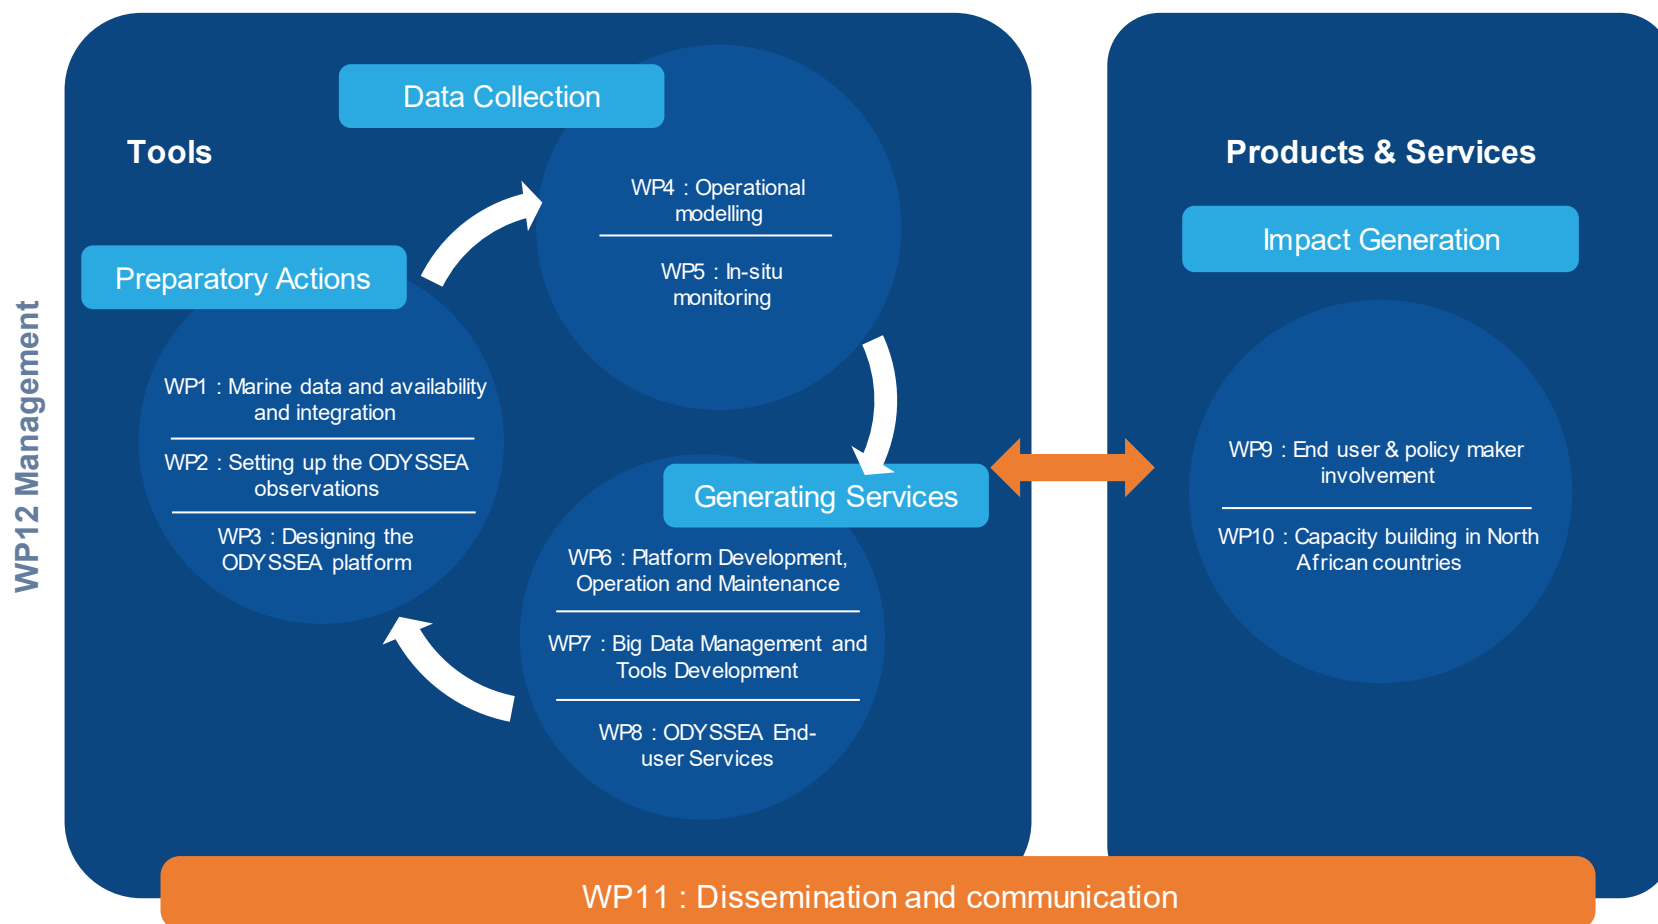 WP12 Management
Tools
Data Collection
WP4 : Operational
modelling
WP5 : In-situ
monitoring
Preparatory Actions
WP1 : Marine data and availability
and integration
WP2 : Setting up the ODYSSEA
observations
WP3 : Designing the
ODYSSEA platform
Generating Services
WP6 : Platform Development,
Operation and Maintenance
WP7 : Big Data Management and
Tools Development
WP8 : ODYSSEA End-
user Services
Products & Services
Impact Generation
WP9 : End user & policy maker
involvement
WP10 : Capacity building in North
African countries
WP11 : Dissemination and communication